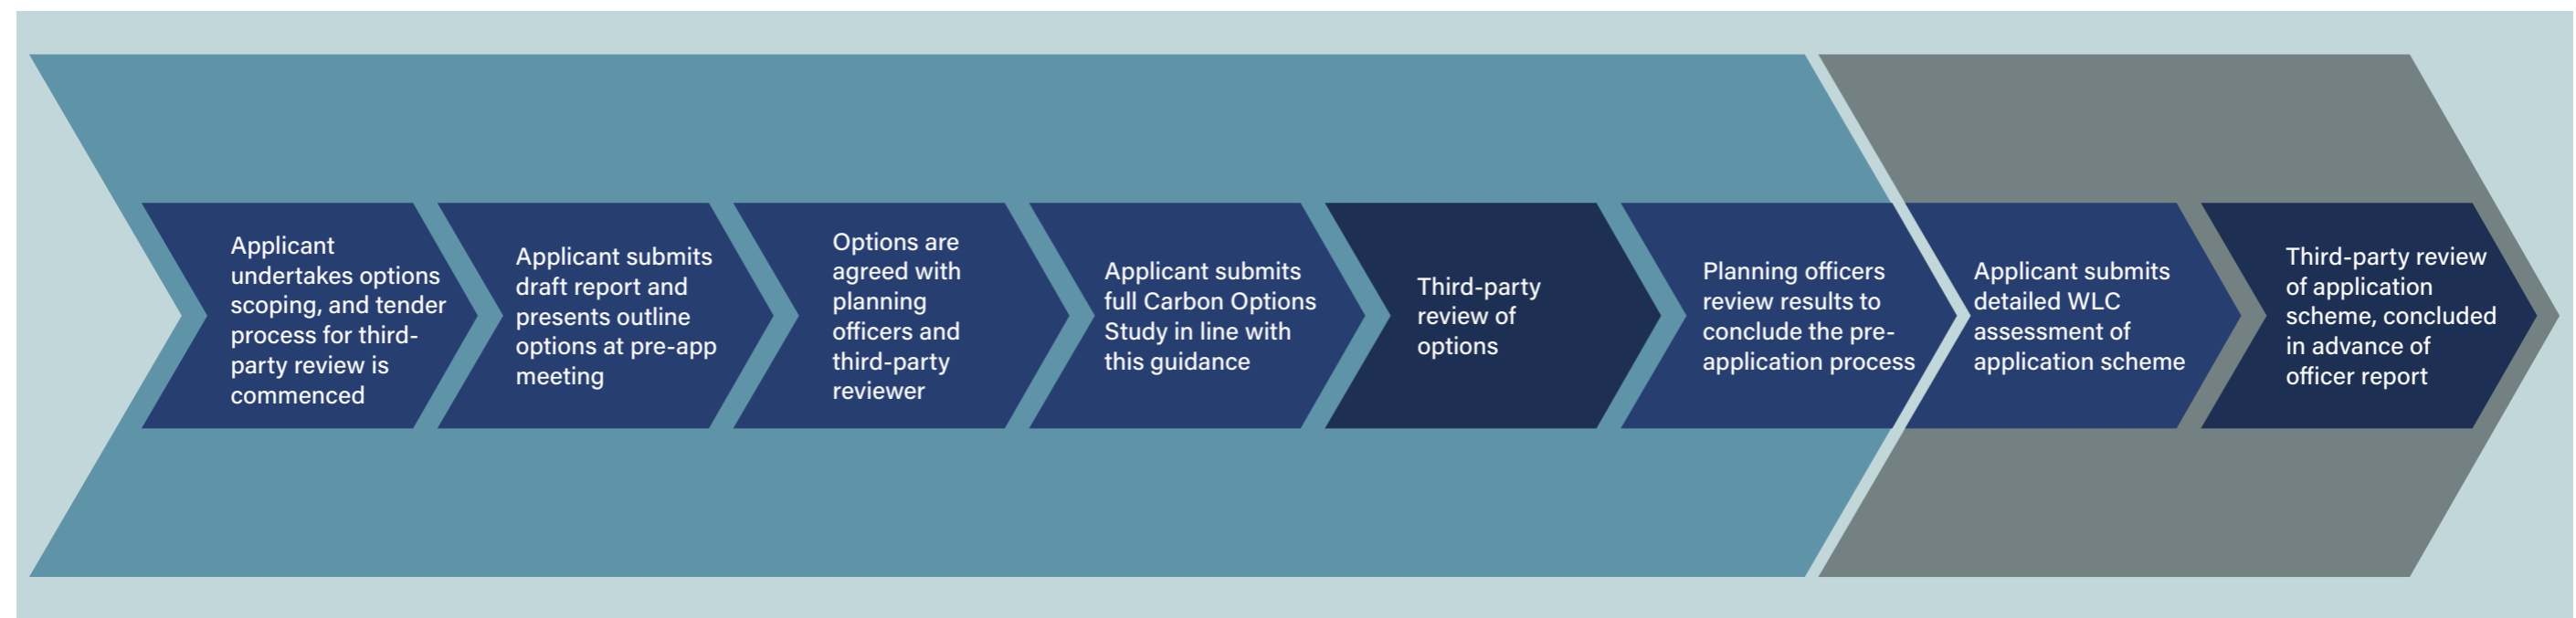 Applicant
undertakes options
scoping, and tender
process for third-
party review is
commenced
Applicant submits
draft report and
presents outline
options at pre-app
meeting
Options are
agreed with
planning
officers and
third-party
reviewer
Applicant submits
full Carbon Options
Study in line with
this guidance
Third-party
review of
options
Planning officers
review results to
conclude the pre-
application process
Applicant submits
detailed WLC
assessment of
application scheme
Third-party review
of application
scheme, concluded
in advance of
officer report